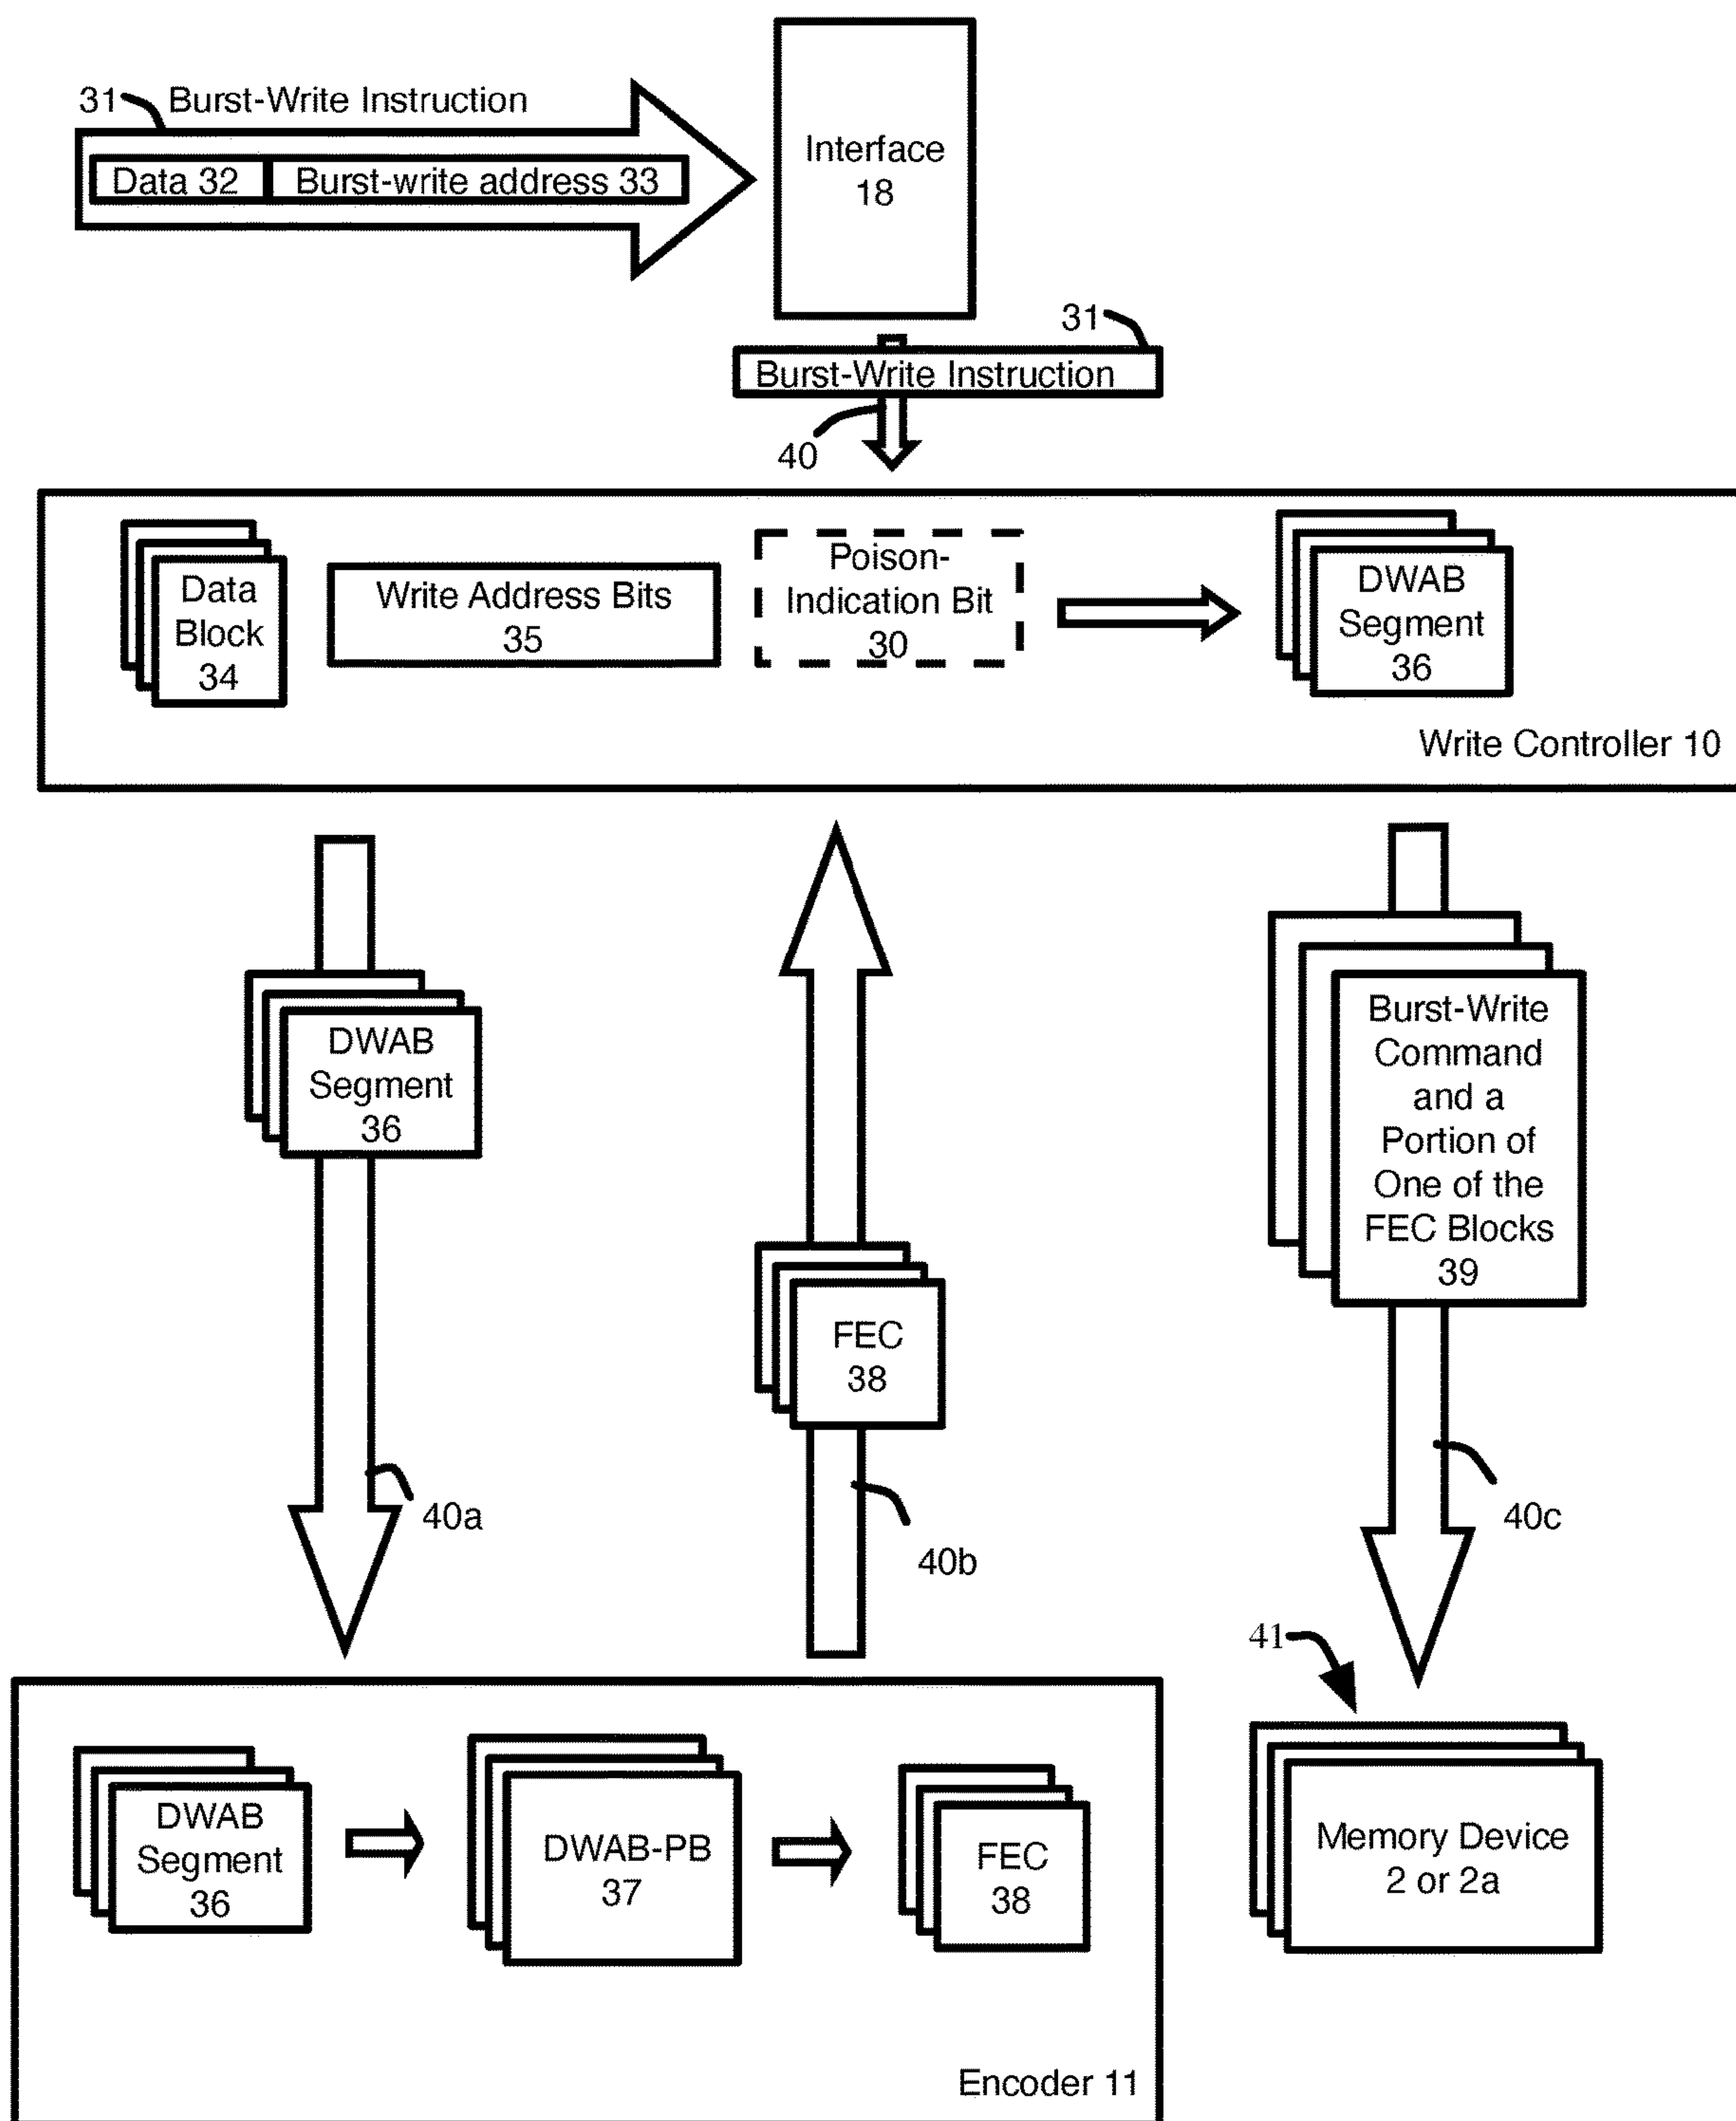 31 Burst-Write Instruction
Data 32 Burst-write address 33
Interface
18
31
Burst-Write Instruction
40
Data
Block
34
Write Address Bits
35
Poison-
Indication Bit
30
DWAB
Segment
36
Write Controller 10
DWAB
Segment
36
40a
FEC
38
40b
Burst-Write
Command
and a
Portion of
One of the
FEC Blocks
39
40c
41
DWAB
Segment
36
DWAB-PB
37
FEC
38
Encoder 11
Memory Device
2 or 2a